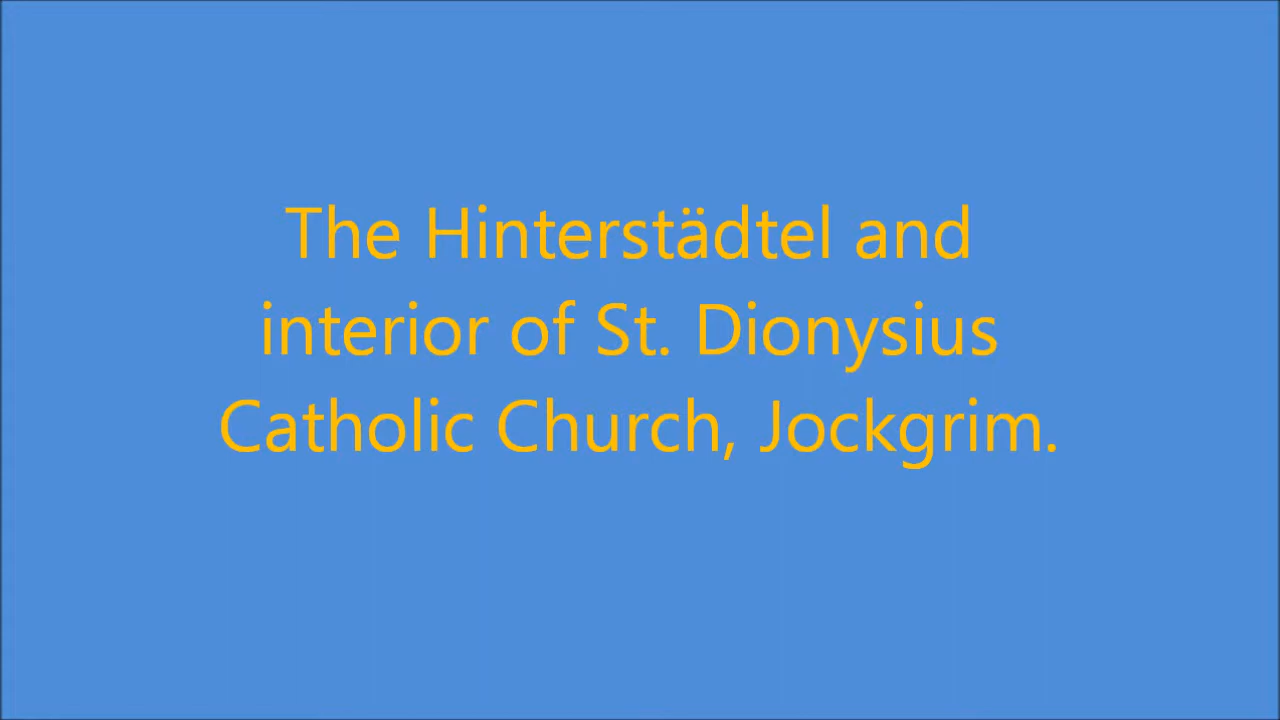 The Hinterstädtel and
interior of St. Dionysius
Catholic Church, Jockgrim.